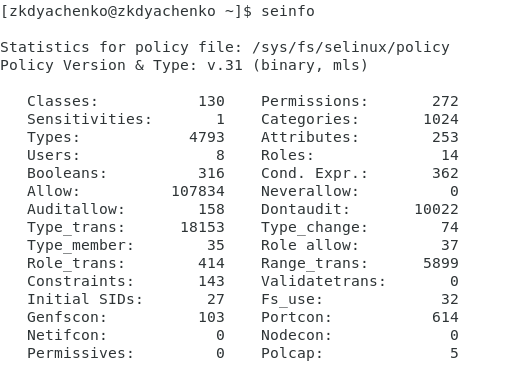 [zkdyachenko@zkdyachenko ~]$ seinfo
Statistics for policy file: /sys/fs/selinux/policy
Policy Version & Type: v.31 (binary, mls)
Classes: 130 Permissions: 272
Sensitivities: 1 Categories: 1024
Types: 4793 Attributes: 253
Users: 8 Roles: 14
Booleans: 316 Cond. Expr.: 362
Allow: 107834 Neverallow: 0
Auditallow: 158 Dontaudit: 10022
Type_trans: 18153 Type_change: 74
Type_member: 35 Role allow: 37
Role_trans: 414 Range_trans: 5899
Constraints: 143 Validatetrans: 0
Initial SIDs: 27 Fs_use: 32
Genfscon: 103 Portcon: 614
Netifcon: 0 Nodecon: 0
Permissives: 0 Polcap: 5